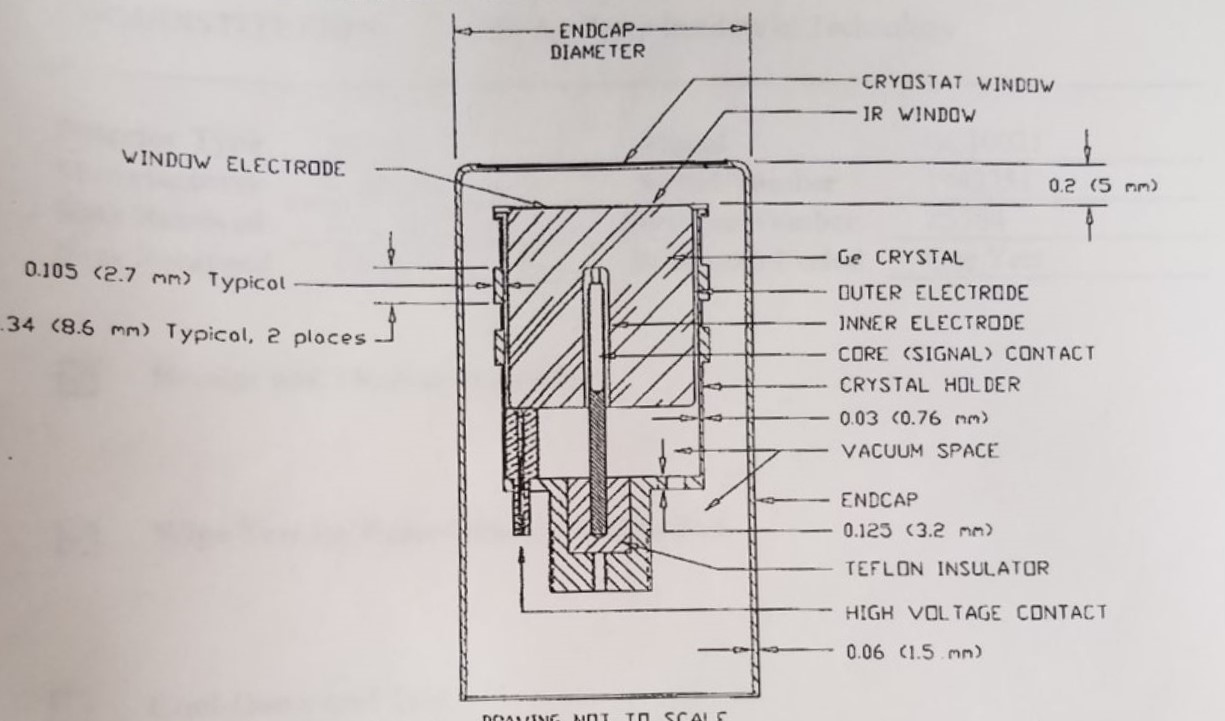 ENDCAP
DIAMETER
CRYOSTAT WINDOW
IR WINDOW
WINDOW ELECTRODE
0.2 (5 mm)
Ge CRYSTAL
0.105 (2.7 mm) Typical
OUTER ELECTRODE
INNER ELECTRODE
.34 (8.6 mm) Typical, 2 places
CORE (SIGNAL) CONTACT
CRYSTAL HOLDER
0.03 (0.76 mm)
VACUUM SPACE
ENDCAP
0.125 (3.2 mm)
TEFLON INSULATOR
HIGH VOLTAGE CONTACT
0.06 (1.5 mm)
DRAWING NOT TO SCALE